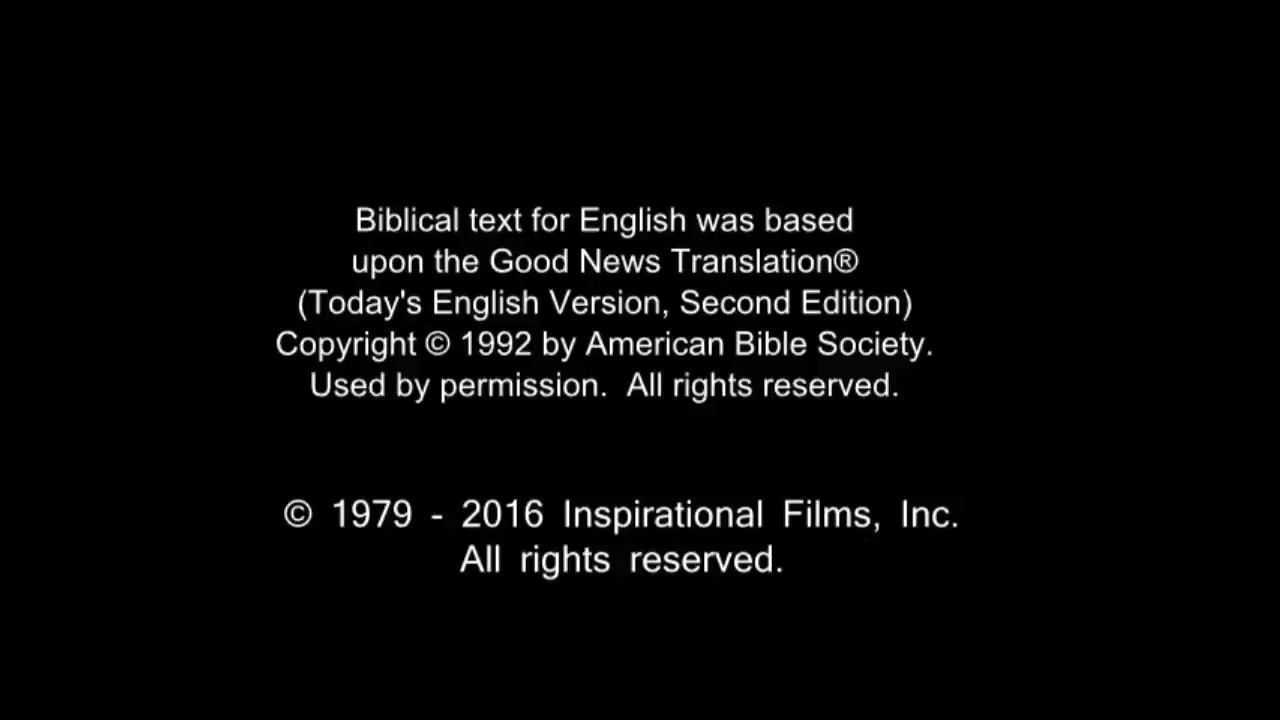 Biblical text for English was based
upon the Good News Translation®
(Today's English Version, Second Edition)
Copyright © 1992 by American Bible Society.
Used by permission.  All rights reserved.
© 1979 - 2016 Inspirational Films, Inc.
All rights reserved.